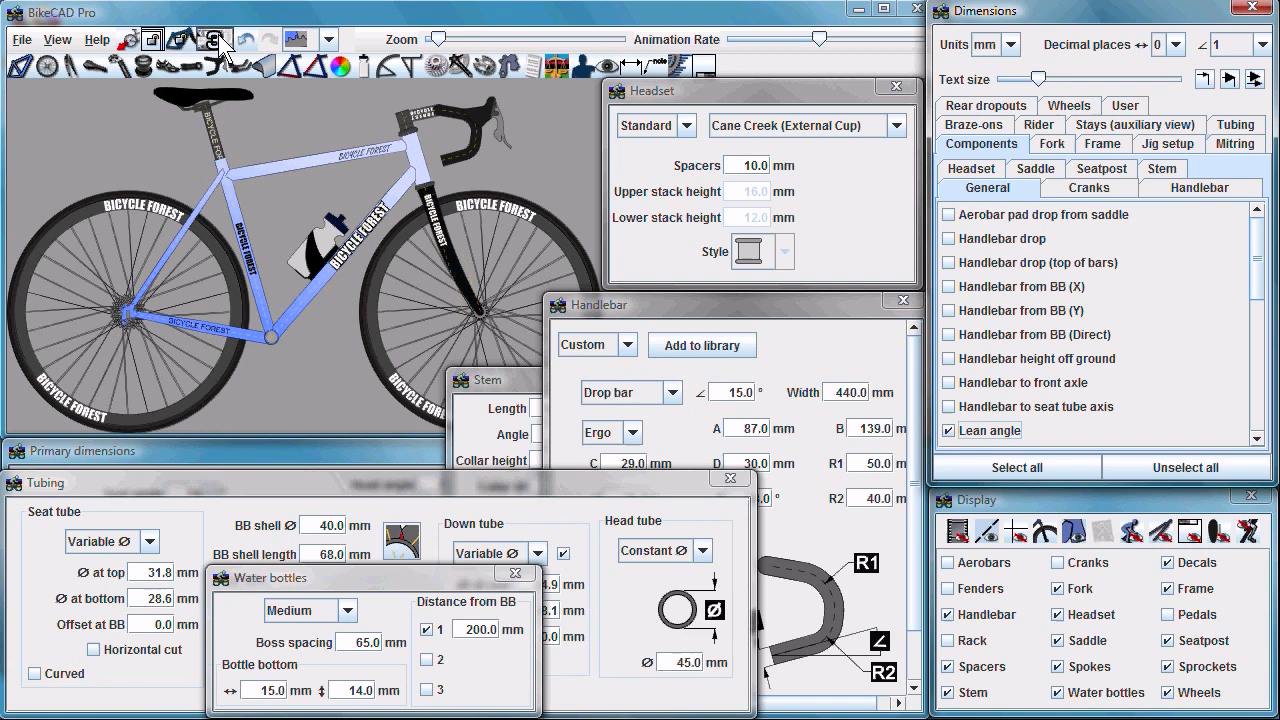 BikeCAD Pro
File View Help
Zoom
Animation Rate
note
BICYCLE FOREST
BICYCLE FOREST
BICYCLE FOREST
BICYCLE FOREST
BICYCLE FOREST
BICYCLE FOREST
BICYCLE FOREST
BICYCLE FOREST
BICYCLE FOREST
BICYCLE FOREST
Headset
Standard
Cane Creek (External Cup)
Spacers 10.0 mm
Upper stack height 16.0 mm
Lower stack height 12.0 mm
Style
Handlebar
Custom
Add to library
Drop bar
∠ 15.0 °
Width 440.0 mm
Ergo
A 87.0 mm
B 139.0 m
C 29.0 mm
D 30.0 mm
R1 50.0 m
R2 40.0 m
R1
∠
R2
Stem
Length
Angle
Collar height
Primary dimensions
Tubing
Seat tube
Variable Ø
Ø at top 31.8 mm
Ø at bottom 28.6 mm
Offset at BB 0.0 mm
Horizontal cut
Curved
BB shell Ø 40.0 mm
BB shell length 68.0 mm
Down tube
Variable Ø
4.9 mm
8.1 mm
0.0 mm
Head tube
Constant Ø
Ø
Ø 45.0 mm
Water bottles
Medium
Boss spacing 65.0 mm
Bottle bottom
↔ 15.0 mm ↕ 14.0 mm
Distance from BB
1 200.0 mm
2
3
Dimensions
Units mm
Decimal places ↔ 0 ∠ 1
Text size
Rear dropouts Wheels User
Braze-ons Rider Stays (auxiliary view) Tubing
Components Fork Frame Jig setup Mitring
Headset Saddle Seatpost Stem
General Cranks Handlebar
Aerobar pad drop from saddle
Handlebar drop
Handlebar drop (top of bars)
Handlebar from BB (X)
Handlebar from BB (Y)
Handlebar from BB (Direct)
Handlebar height off ground
Handlebar to front axle
Handlebar to seat tube axis
Lean angle
Select all
Unselect all
Display
Aerobars Cranks Decals
Fenders Fork Frame
Handlebar Headset Pedals
Rack Saddle Seatpost
Spacers Spokes Sprockets
Stem Water bottles Wheels